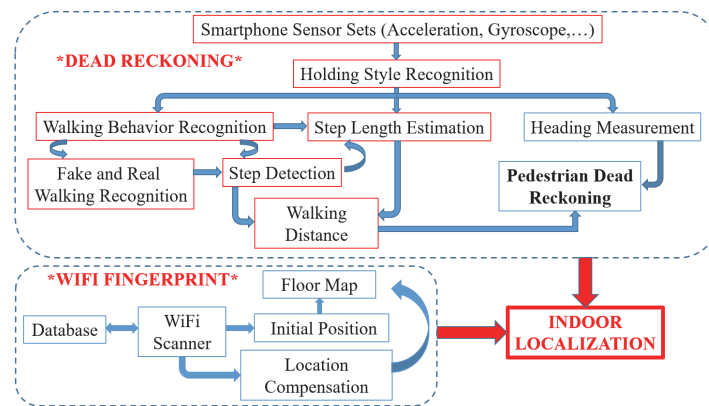 Smartphone Sensor Sets (Acceleration, Gyroscope,…)
*DEAD RECKONING*
Holding Style Recognition
Walking Behavior Recognition
Step Length Estimation
Heading Measurement
Fake and Real
Walking Recognition
Step Detection
Pedestrian Dead
Reckoning
Walking
Distance
*WIFI FINGERPRINT*
Floor Map
Database
WiFi
Scanner
Initial Position
INDOOR
LOCALIZATION
Location
Compensation